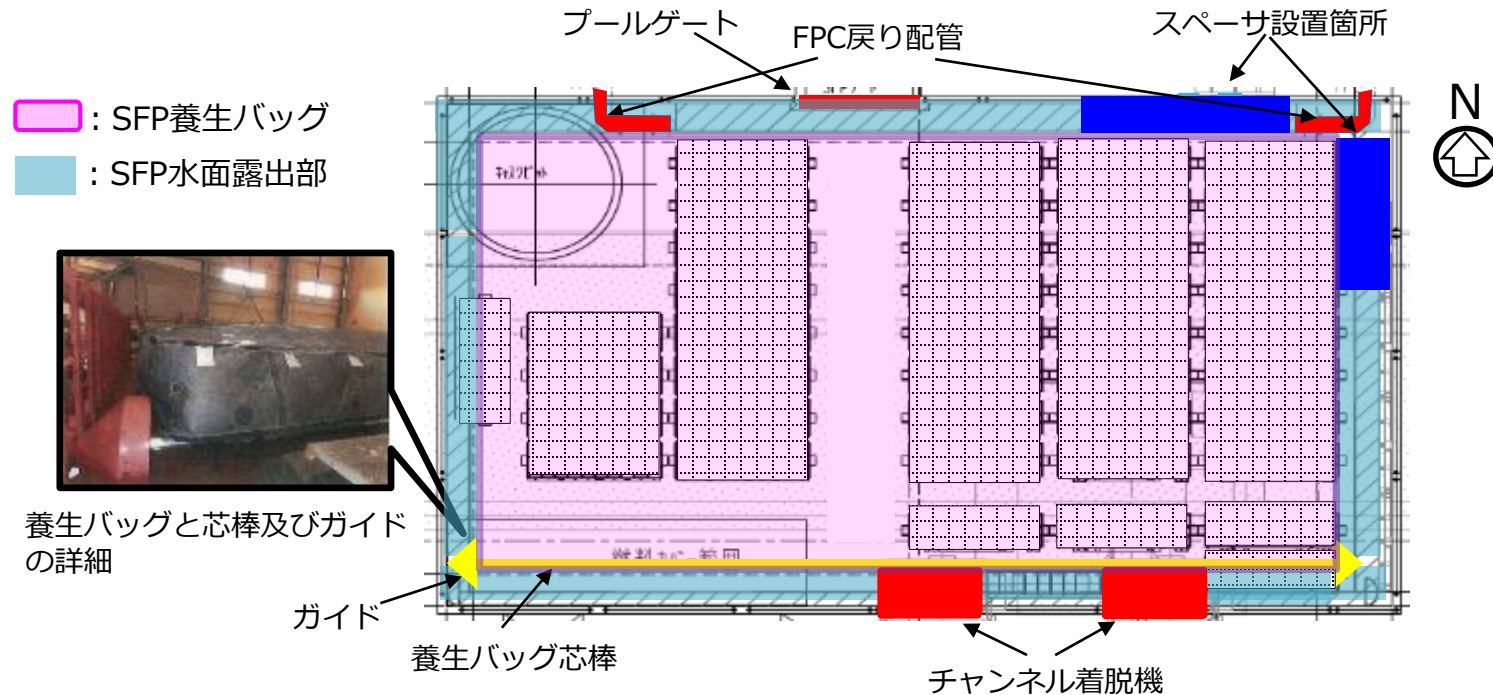 プールゲート
FPC戻り配管
スペーサ設置箇所
N
：SFP養生バッグ
：SFP水面露出部
養生バッグと芯棒及びガイド
の詳細
ガイド
養生バッグ芯棒
チャンネル着脱機